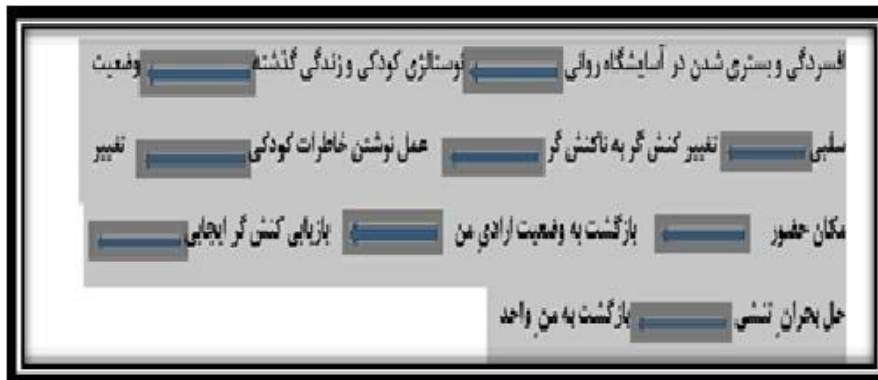 افسردگی و بستری شدن در آسایشگاه روانی ← نوستالژی کودکی و زندگی گذشته ← وضعیت
سلبی ← تغییر کنش گر به ناکنش گر ← عمل نوشتن خاطرات کودکی ← تغییر
مکان حضور ← بازگشت به وضعیت ارادیِ من ← بازیابی کنش گر ایجابی ←
حل بحرانِ تنشی ← بازگشت به منِ واحد